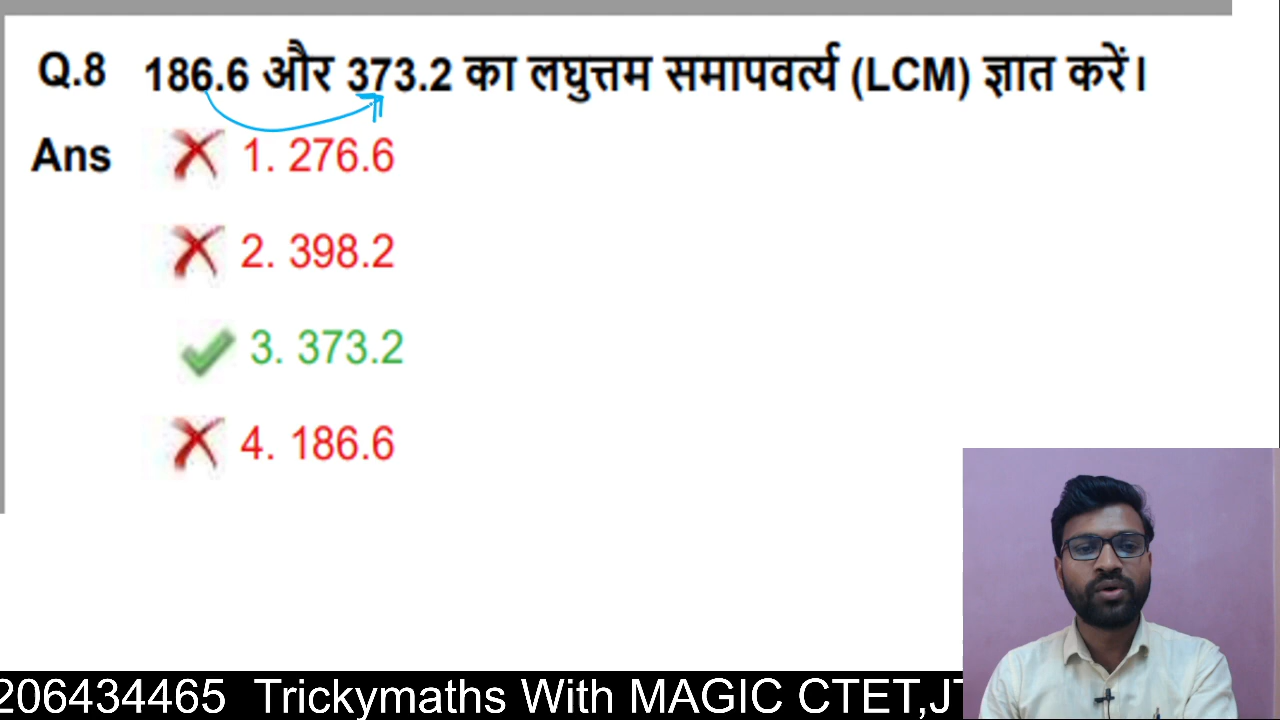 Q.8 186.6 और 373.2 का लघुत्तम समापवर्त्य (LCM) ज्ञात करें।
Ans 1. 276.6
2. 398.2
3. 373.2
4. 186.6
206434465 Trickymaths With MAGIC CTET,